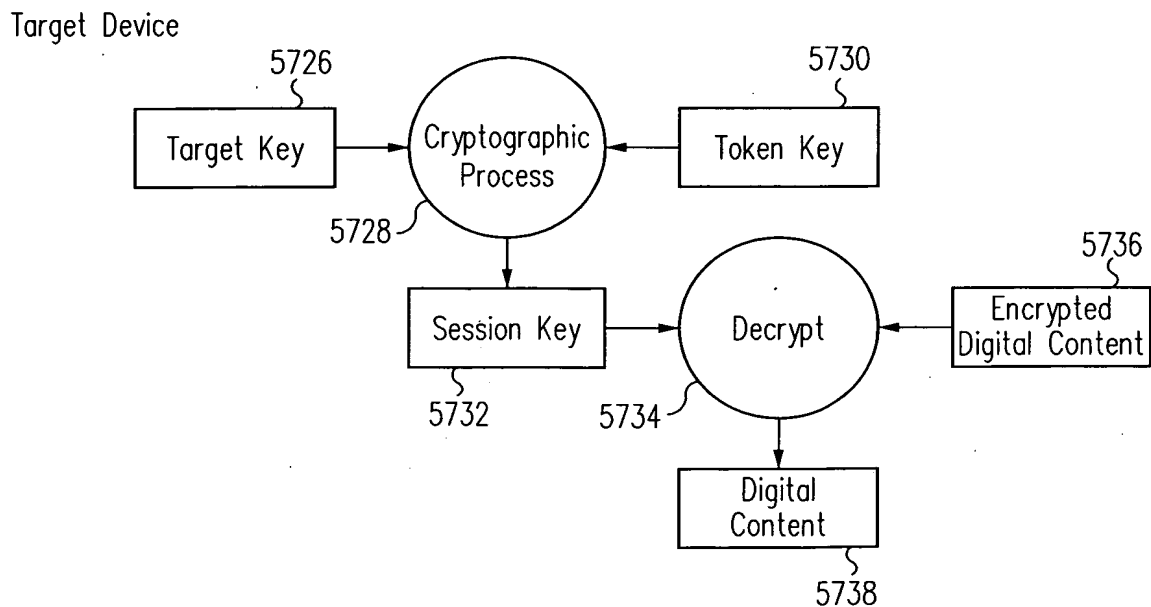 Target Device
5726
5730
Target Key
Cryptographic
Process
Token Key
5728
5736
Session Key
Decrypt
Encrypted
Digital Content
5732
5734
Digital
Content
5738